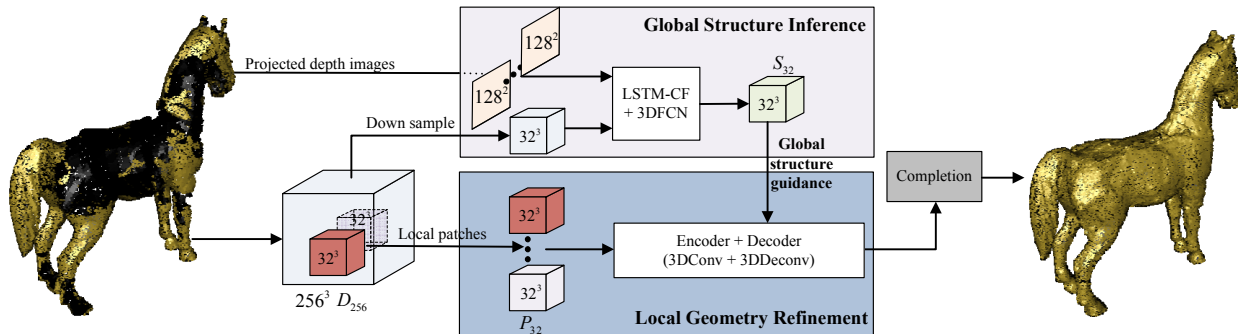 Global Structure Inference
Projected depth images
128²
128²
LSTM-CF
+ 3DFCN
S₃₂
32³
Down sample
32³
Global
structure
guidance
Completion
32³
32³
Local patches
256³ D₂₅₆
32³
32³
P₃₂
Encoder + Decoder
(3DConv + 3DDeconv)
Local Geometry Refinement